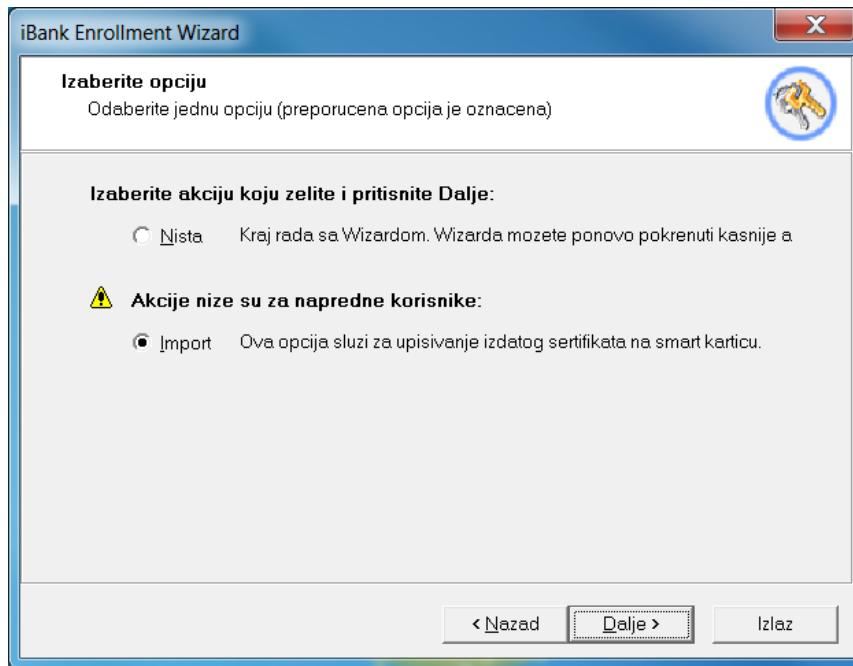 iBank Enrollment Wizard
Izaberite opciju
Odaberite jednu opciju (preporucena opcija je oznacena)
Izaberite akciju koju zelite i pritisnite Dalje:
Nista Kraj rada sa Wizardom. Wizarda mozete ponovo pokrenuti kasnije a
Akcije nize su za napredne korisnike:
Import Ova opcija sluzi za upisivanje izdatog sertifikata na smart karticu.
< Nazad Dalje > Izlaz